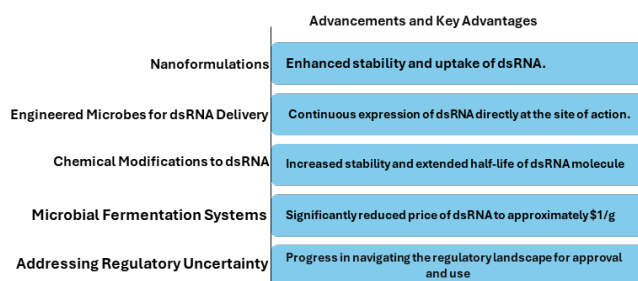 Advancements and Key Advantages
Nanoformulations
Enhanced stability and uptake of dsRNA.
Engineered Microbes for dsRNA Delivery
Continuous expression of dsRNA directly at the site of action.
Chemical Modifications to dsRNA
Increased stability and extended half-life of dsRNA molecule
Microbial Fermentation Systems
Significantly reduced price of dsRNA to approximately $1/g
Addressing Regulatory Uncertainty
Progress in navigating the regulatory landscape for approval
and use